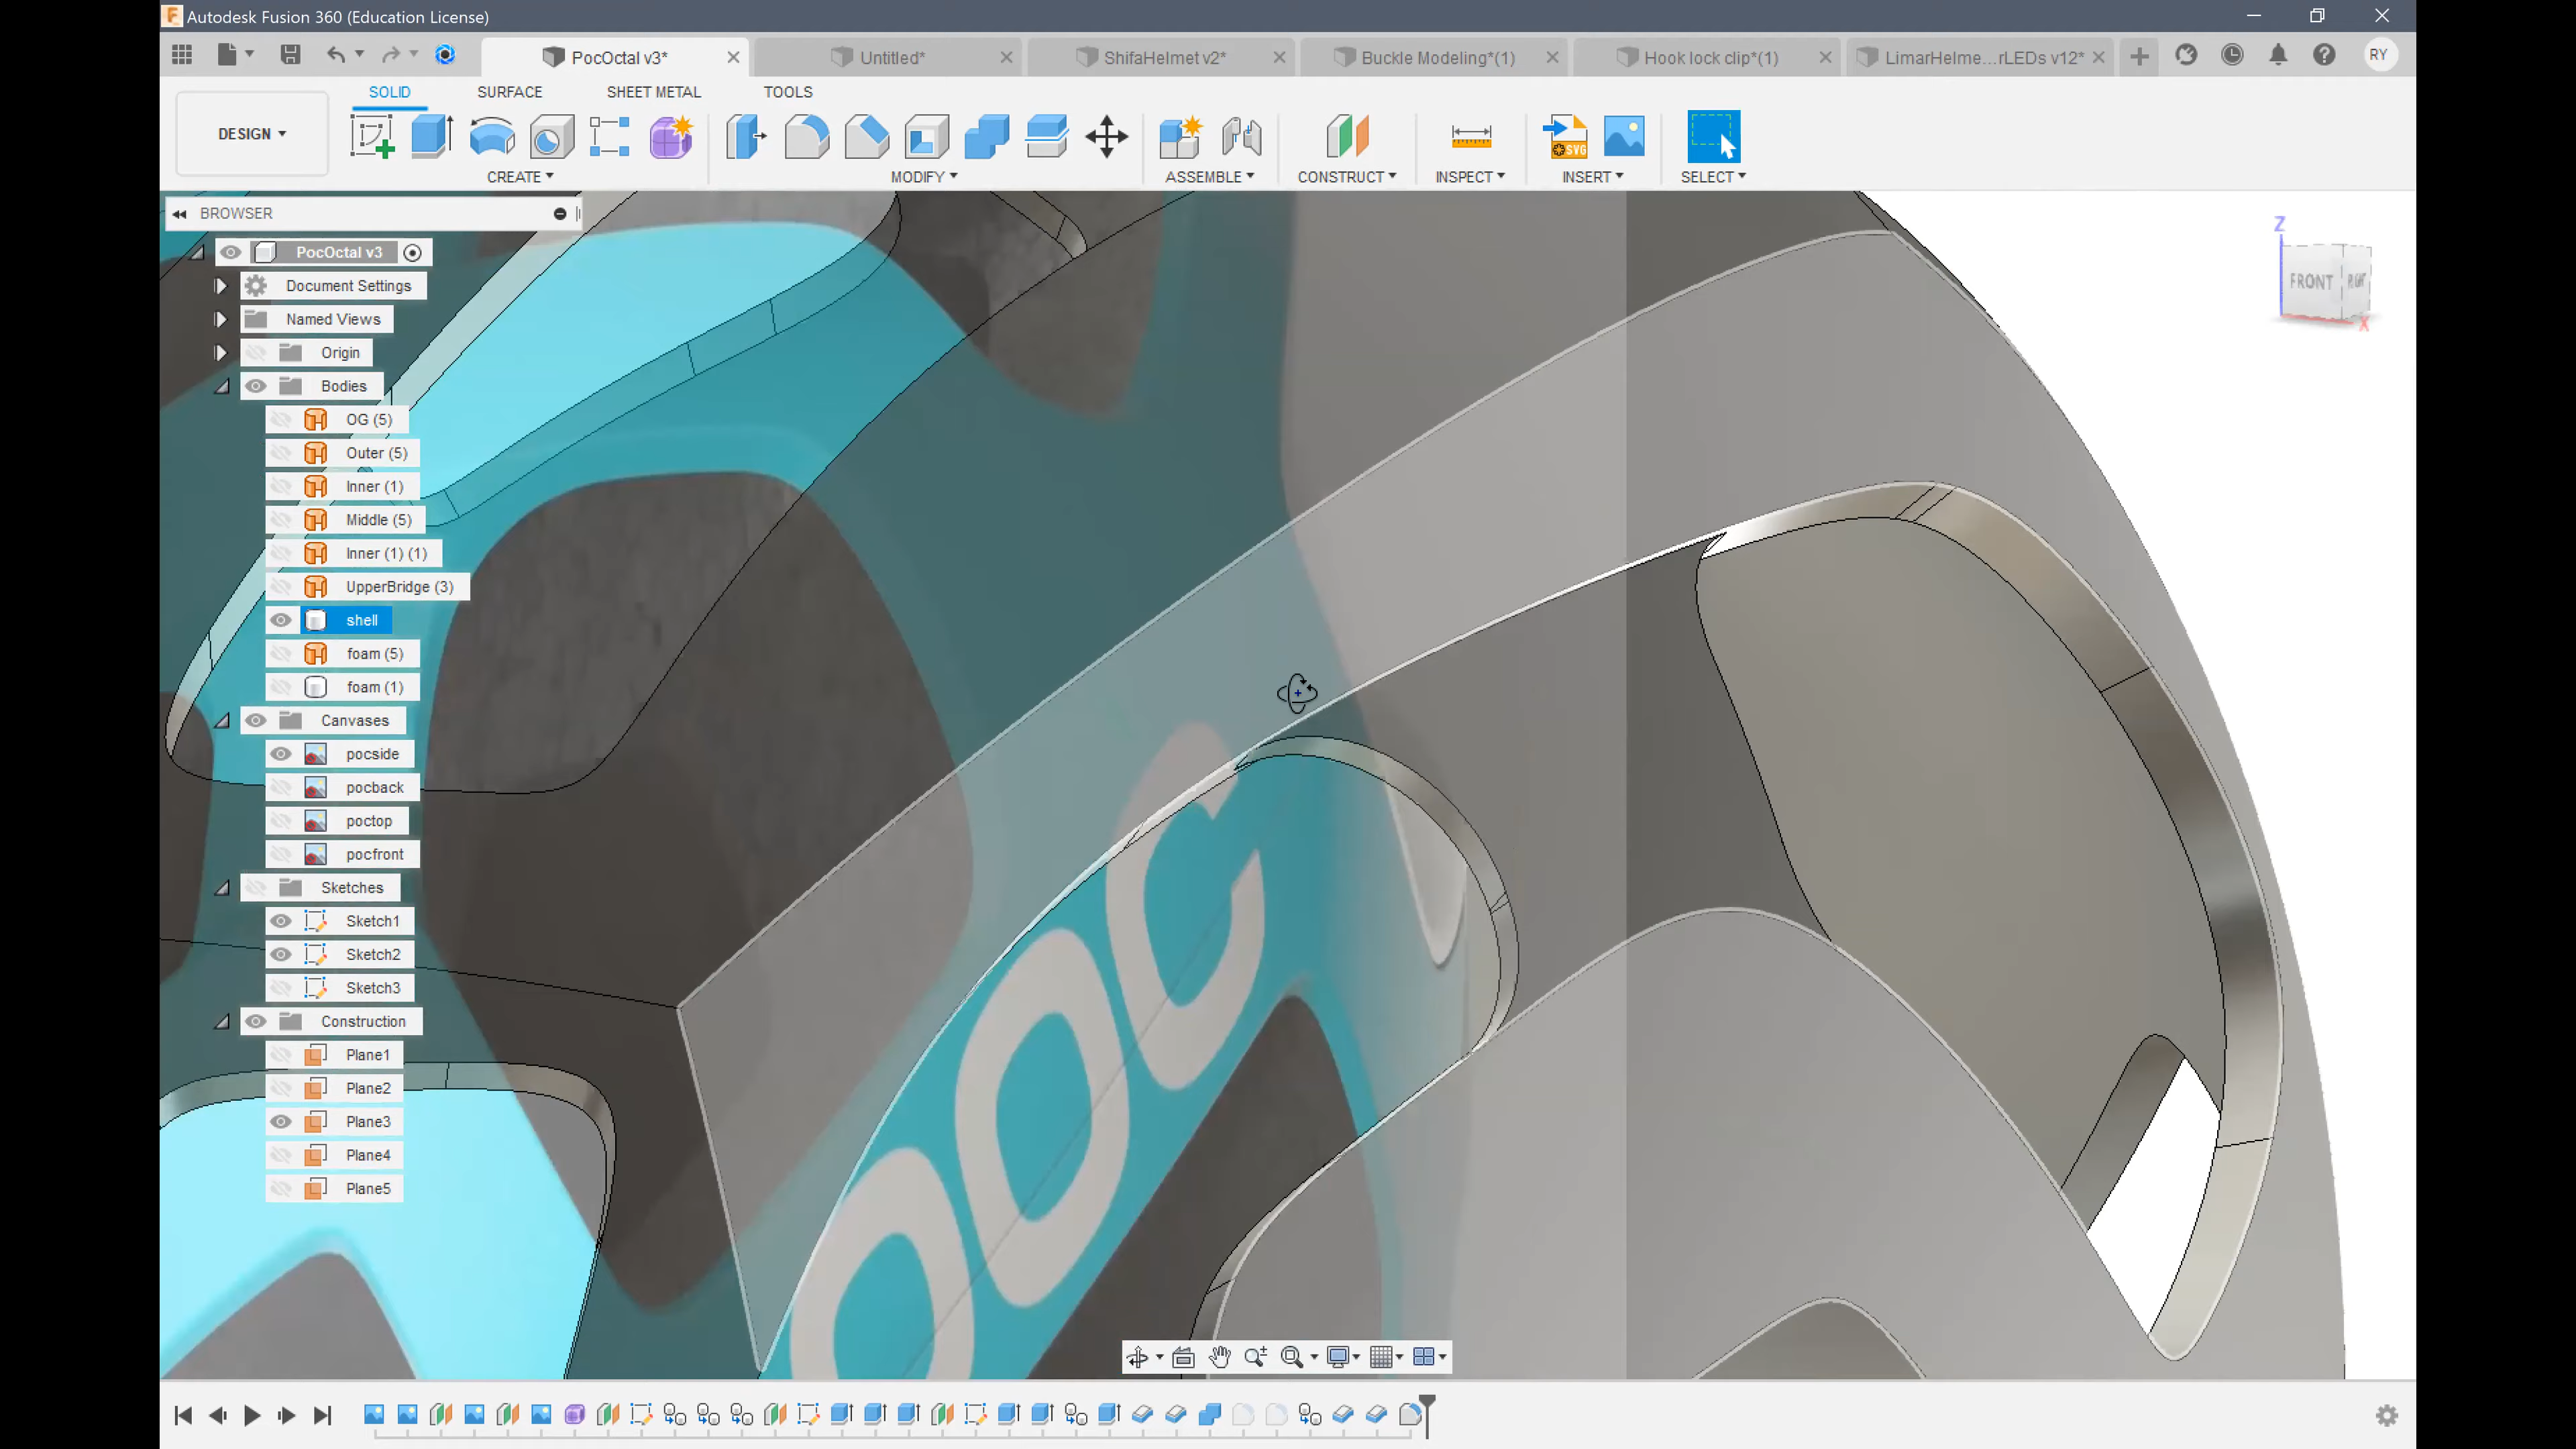 Autodesk Fusion 360 (Education License)
PocOctal v3*
Untitled*
ShifaHelmet v2*
Buckle Modeling*(1)
Hook lock clip*(1)
LimarHelme...rLEDs v12*
RY
SOLID
SURFACE
SHEET METAL
TOOLS
DESIGN
CREATE
MODIFY
ASSEMBLE
CONSTRUCT
INSPECT
INSERT
SELECT
SVG
BROWSER
PocOctal v3
Document Settings
Named Views
Origin
Bodies
OG (5)
Outer (5)
Inner (1)
Middle (5)
Inner (1) (1)
UpperBridge (3)
shell
foam (5)
foam (1)
Canvases
pocside
pocback
poctop
pocfront
Sketches
Sketch1
Sketch2
Sketch3
Construction
Plane1
Plane2
Plane3
Plane4
Plane5
Z
FRONT
RIGHT
X
poc